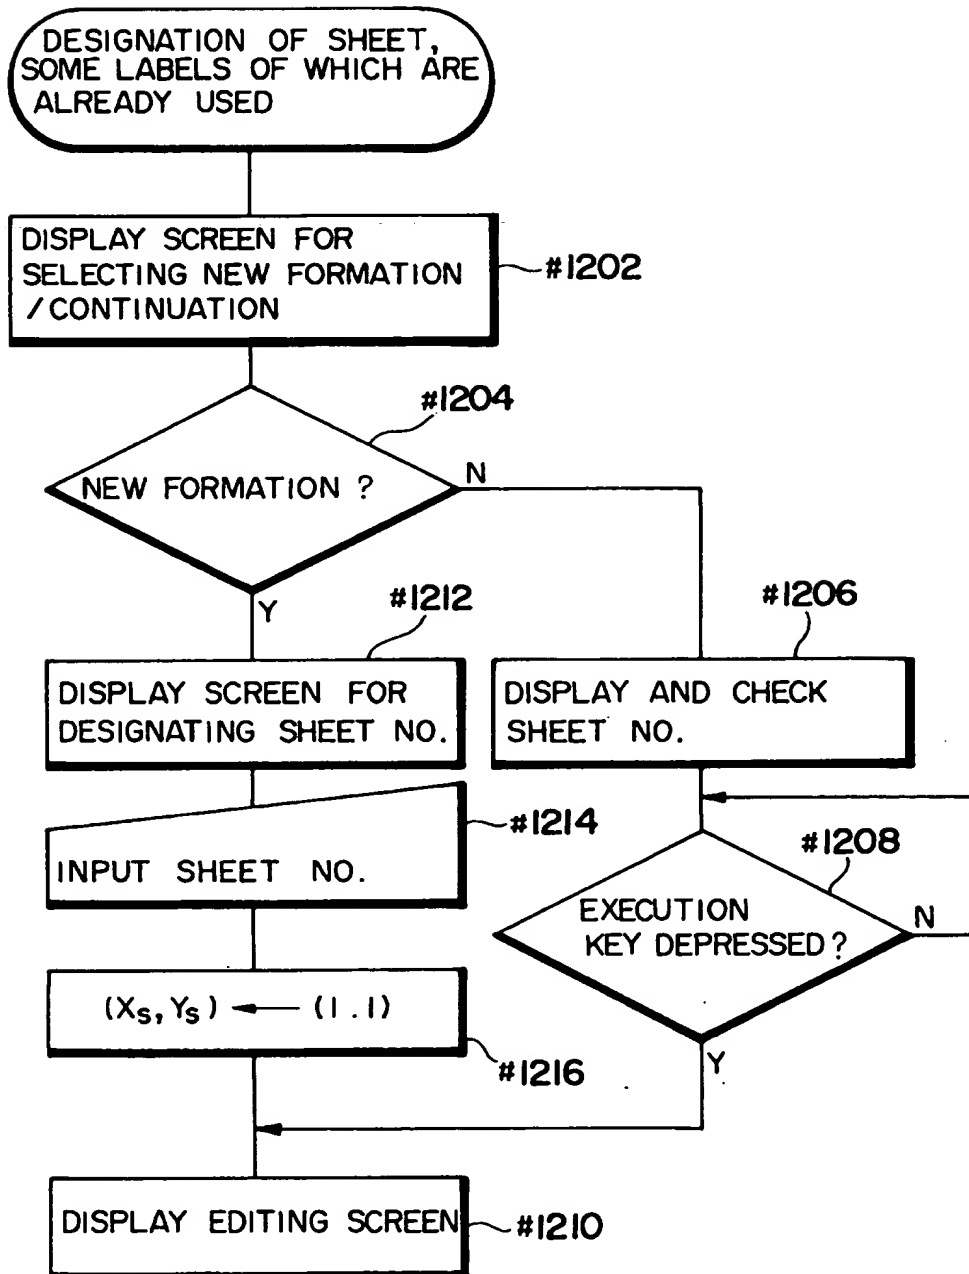 DESIGNATION OF SHEET,
SOME LABELS OF WHICH ARE
ALREADY USED
DISPLAY SCREEN FOR
SELECTING NEW FORMATION
/CONTINUATION
#1202
#1204
NEW FORMATION ?
N
Y
#1212
#1206
DISPLAY SCREEN FOR
DESIGNATING SHEET NO.
DISPLAY AND CHECK
SHEET NO.
#1214
INPUT SHEET NO.
#1208
EXECUTION
KEY DEPRESSED ?
N
Y
(Xs, Ys) ← (1 . 1)
#1216
DISPLAY EDITING SCREEN
#1210